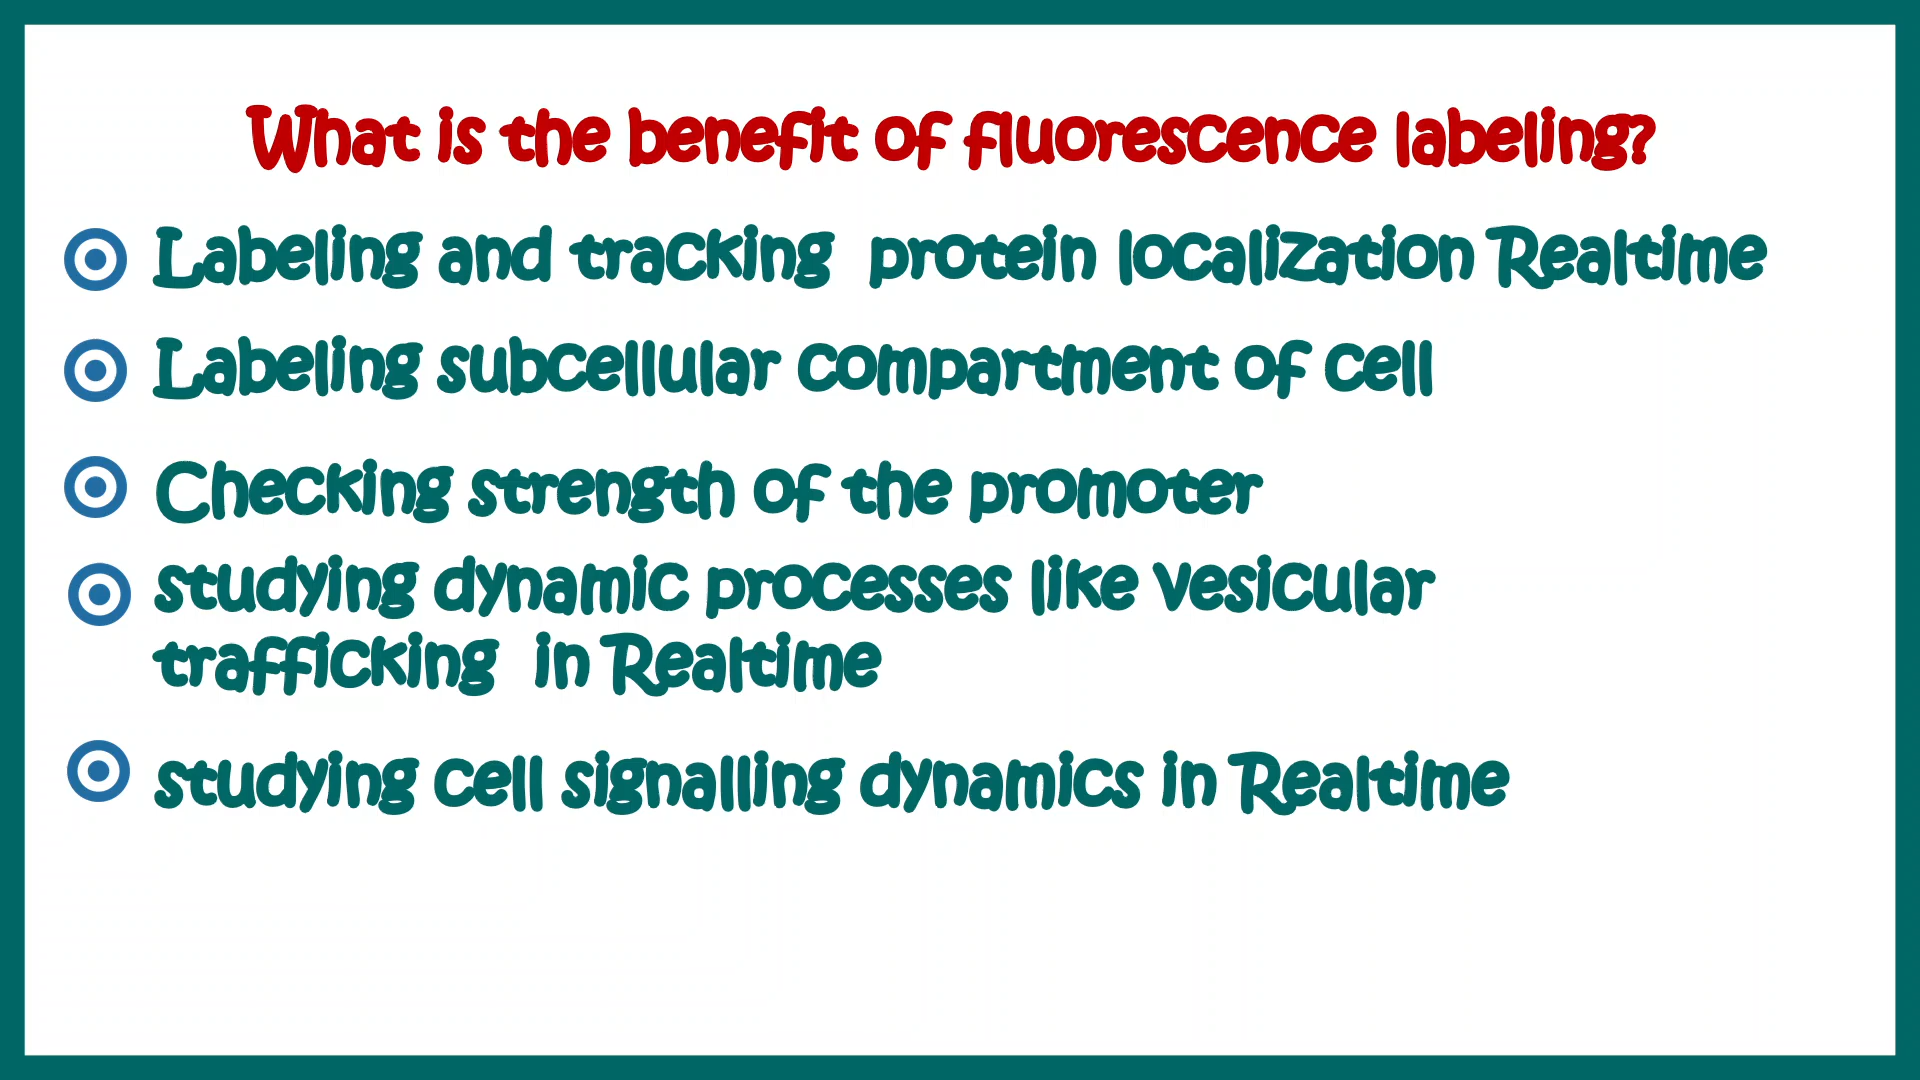 What is the benefit of fluorescence labeling?
Labeling and tracking protein localization Realtime
Labeling subcellular compartment of cell
Checking strength of the promoter
studying dynamic processes like vesicular
trafficking in Realtime
studying cell signalling dynamics in Realtime